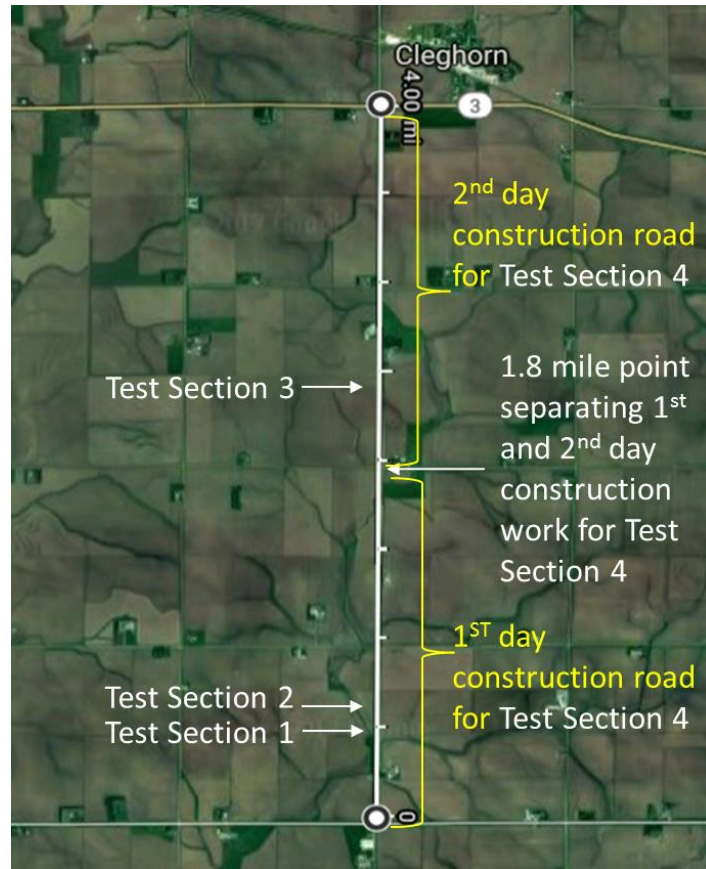 Cleghorn
4.00 mi
3
2nd day
construction road
for Test Section 4
Test Section 3
1.8 mile point
separating 1st
and 2nd day
construction
work for Test
Section 4
1ST day
construction road
for Test Section 4
Test Section 2
Test Section 1
0